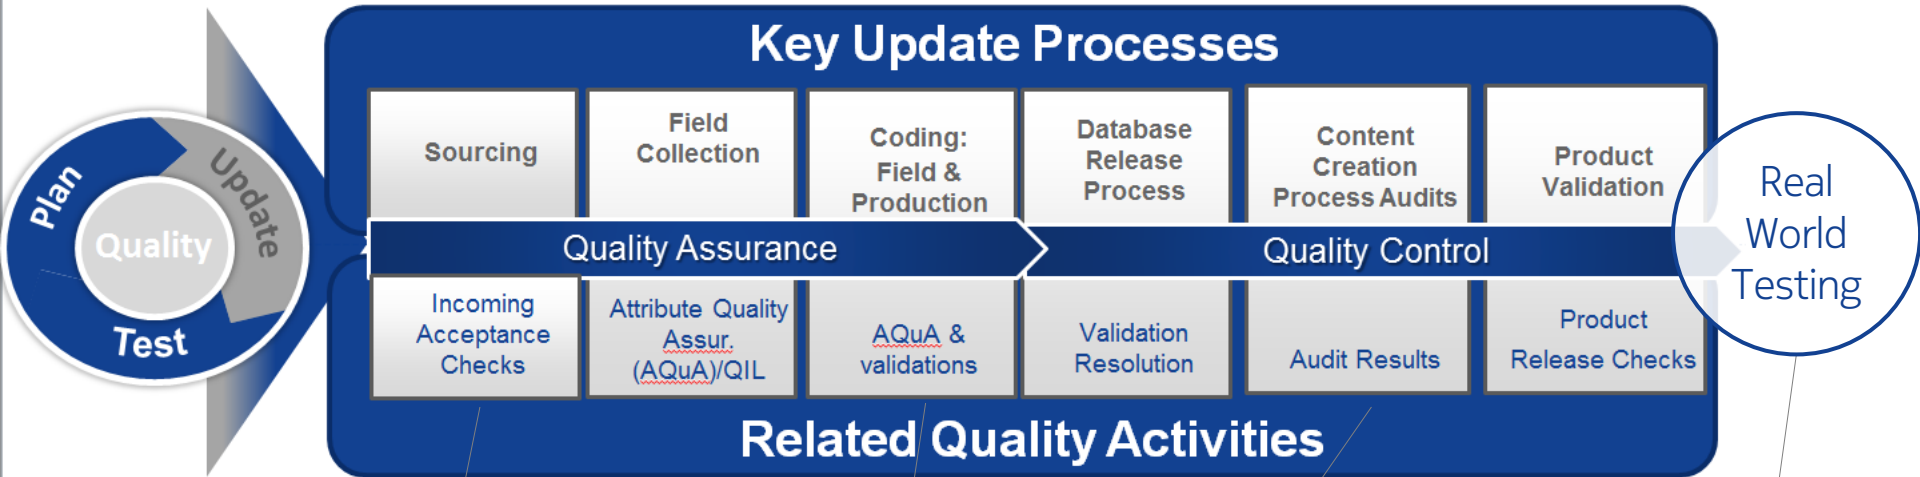 Key Update Processes
Plan
Update
Quality
Test
Sourcing
Field
Collection
Coding:
Field &
Production
Database
Release
Process
Content
Creation
Process Audits
Product
Validation
Quality Assurance
Quality Control
Real
World
Testing
Incoming
Acceptance
Checks
Attribute Quality
Assur.
(AQuA)/QIL
AQuA &
validations
Validation
Resolution
Audit Results
Product
Release Checks
Related Quality Activities